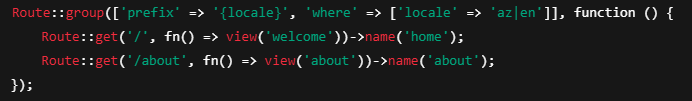 Route::group(['prefix' => '{locale}', 'where' => ['locale' => 'az|en']], function () {
    Route::get('/', fn() => view('welcome'))->name('home');
    Route::get('/about', fn() => view('about'))->name('about');
});